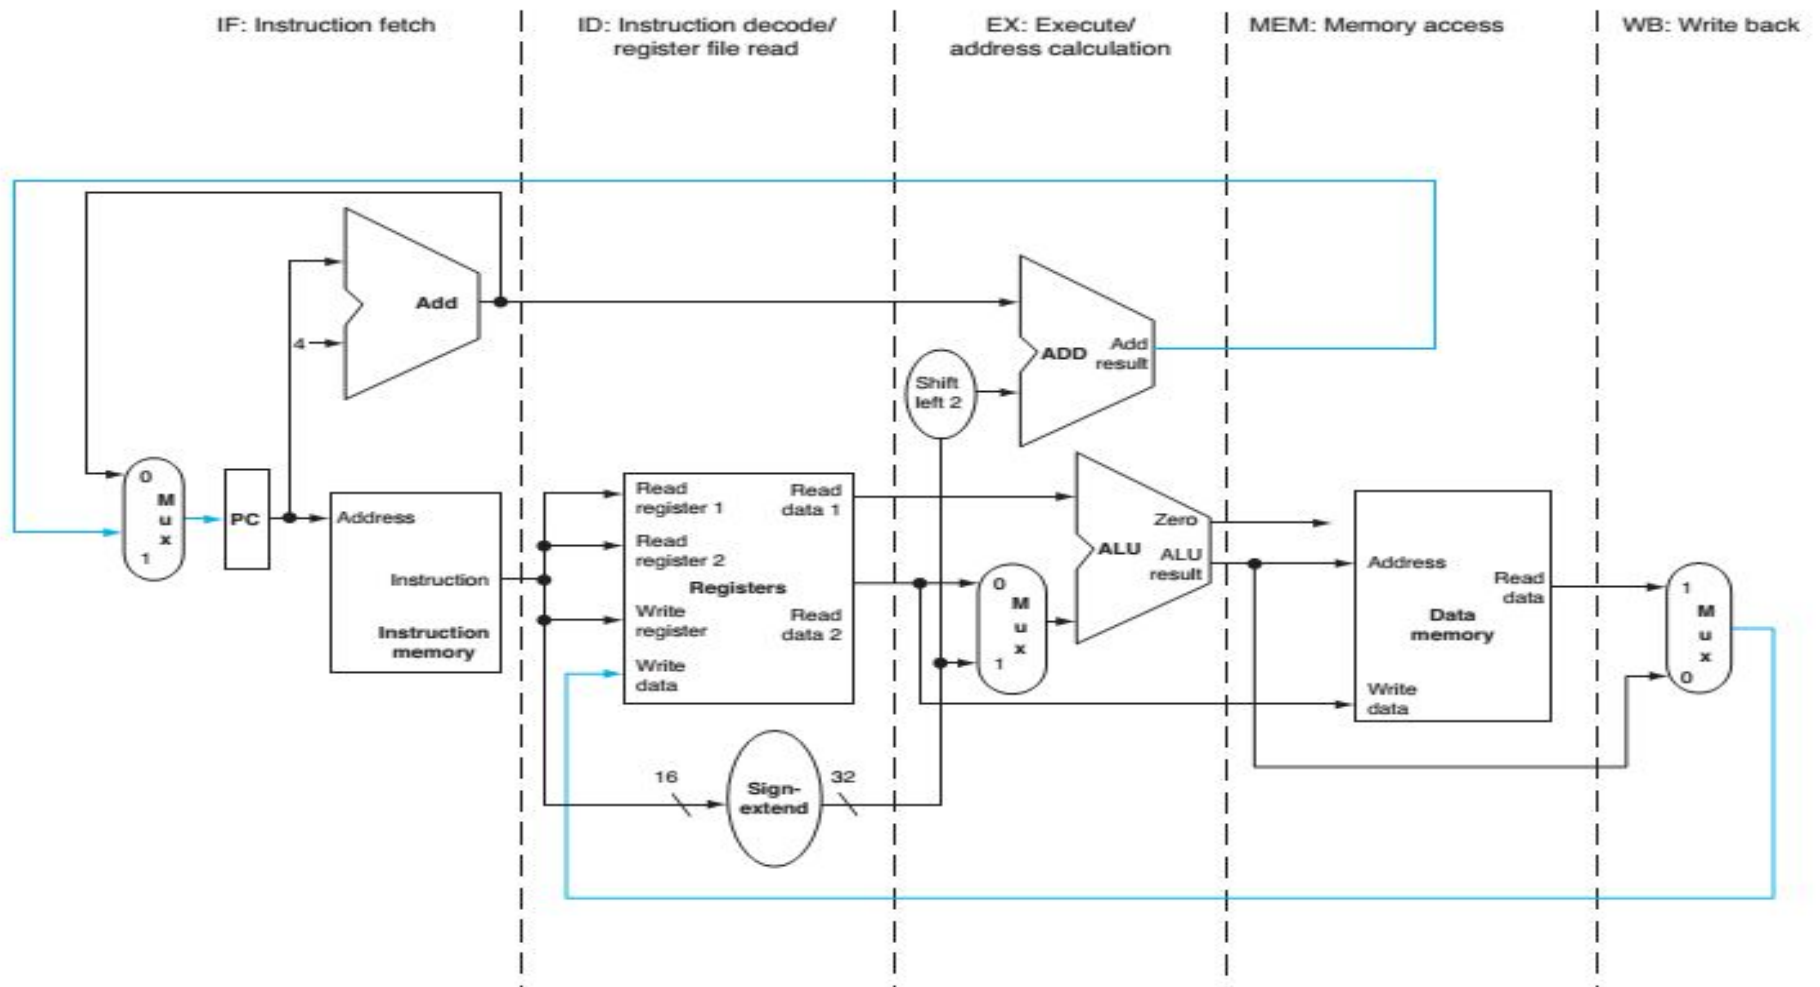 IF: Instruction fetch
ID: Instruction decode/
register file read
EX: Execute/
address calculation
MEM: Memory access
WB: Write back
Add
4
ADD
Add
result
Shift
left 2
0
M
u
x
1
PC
Address
Instruction
Instruction
memory
Read
register 1
Read
data 1
Read
register 2
Registers
Write
register
Read
data 2
Write
data
0
M
u
x
1
Zero
ALU
ALU
result
Address
Read
data
Data
memory
Write
data
1
M
u
x
0
16
Sign-
extend
32